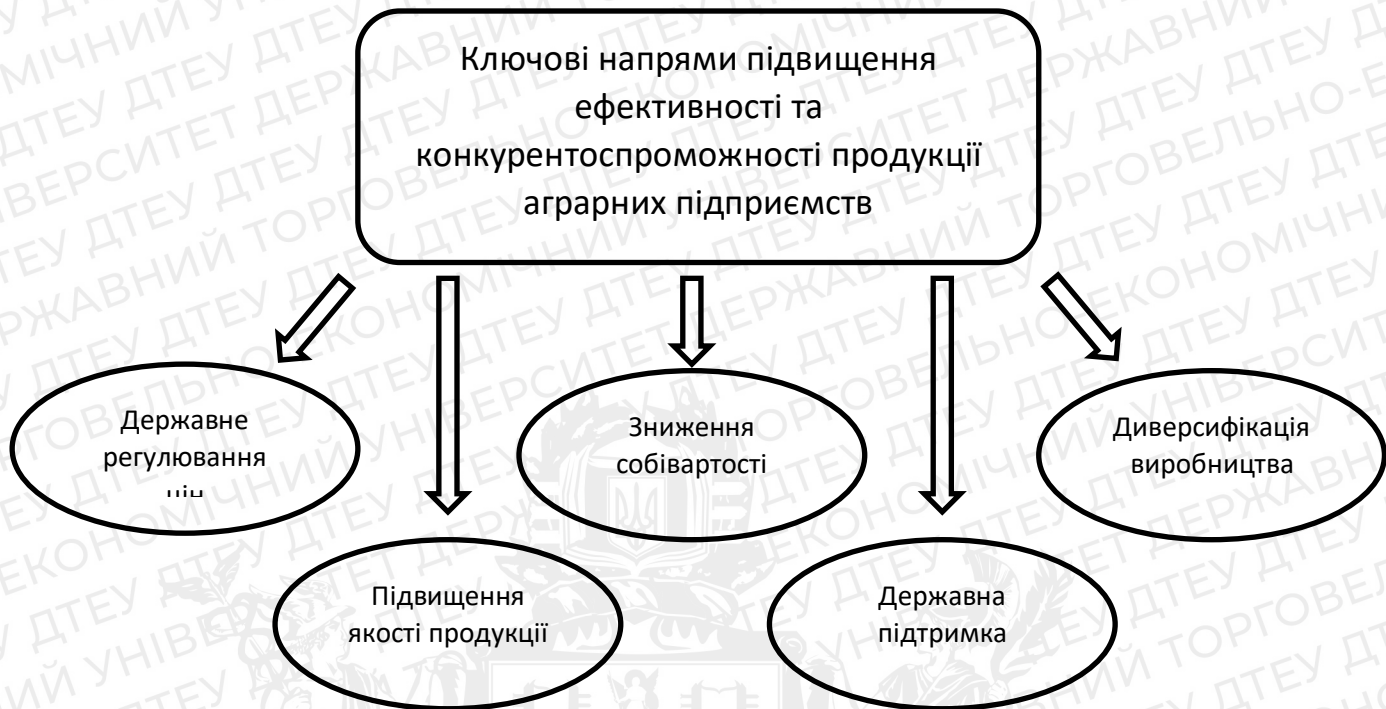 Ключові напрями підвищення
ефективності та
конкурентоспроможності продукції
аграрних підприємств
Державне
регулювання
цін
Зниження
собівартості
Диверсифікація
виробництва
Підвищення
якості продукції
Державна
підтримка